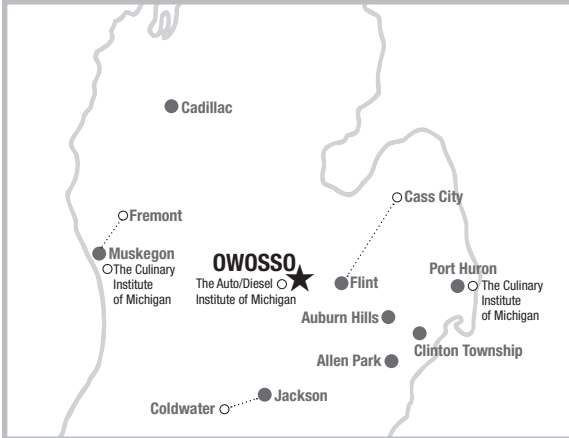 Cadillac
Cass City
Fremont
Muskegon
The Culinary
Institute
of Michigan
OWOSSO
The Auto/Diesel
Institute of Michigan
Flint
Port Huron
The Culinary
Institute
of Michigan
Auburn Hills
Clinton Township
Allen Park
Jackson
Coldwater